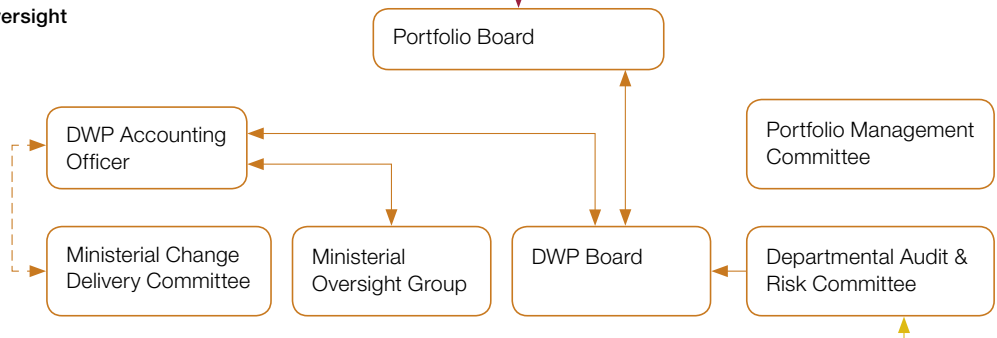 Portfolio Board
DWP Accounting
Officer
Portfolio Management
Committee
Ministerial Change
Delivery Committee
Ministerial
Oversight Group
DWP Board
Departmental Audit &
Risk Committee